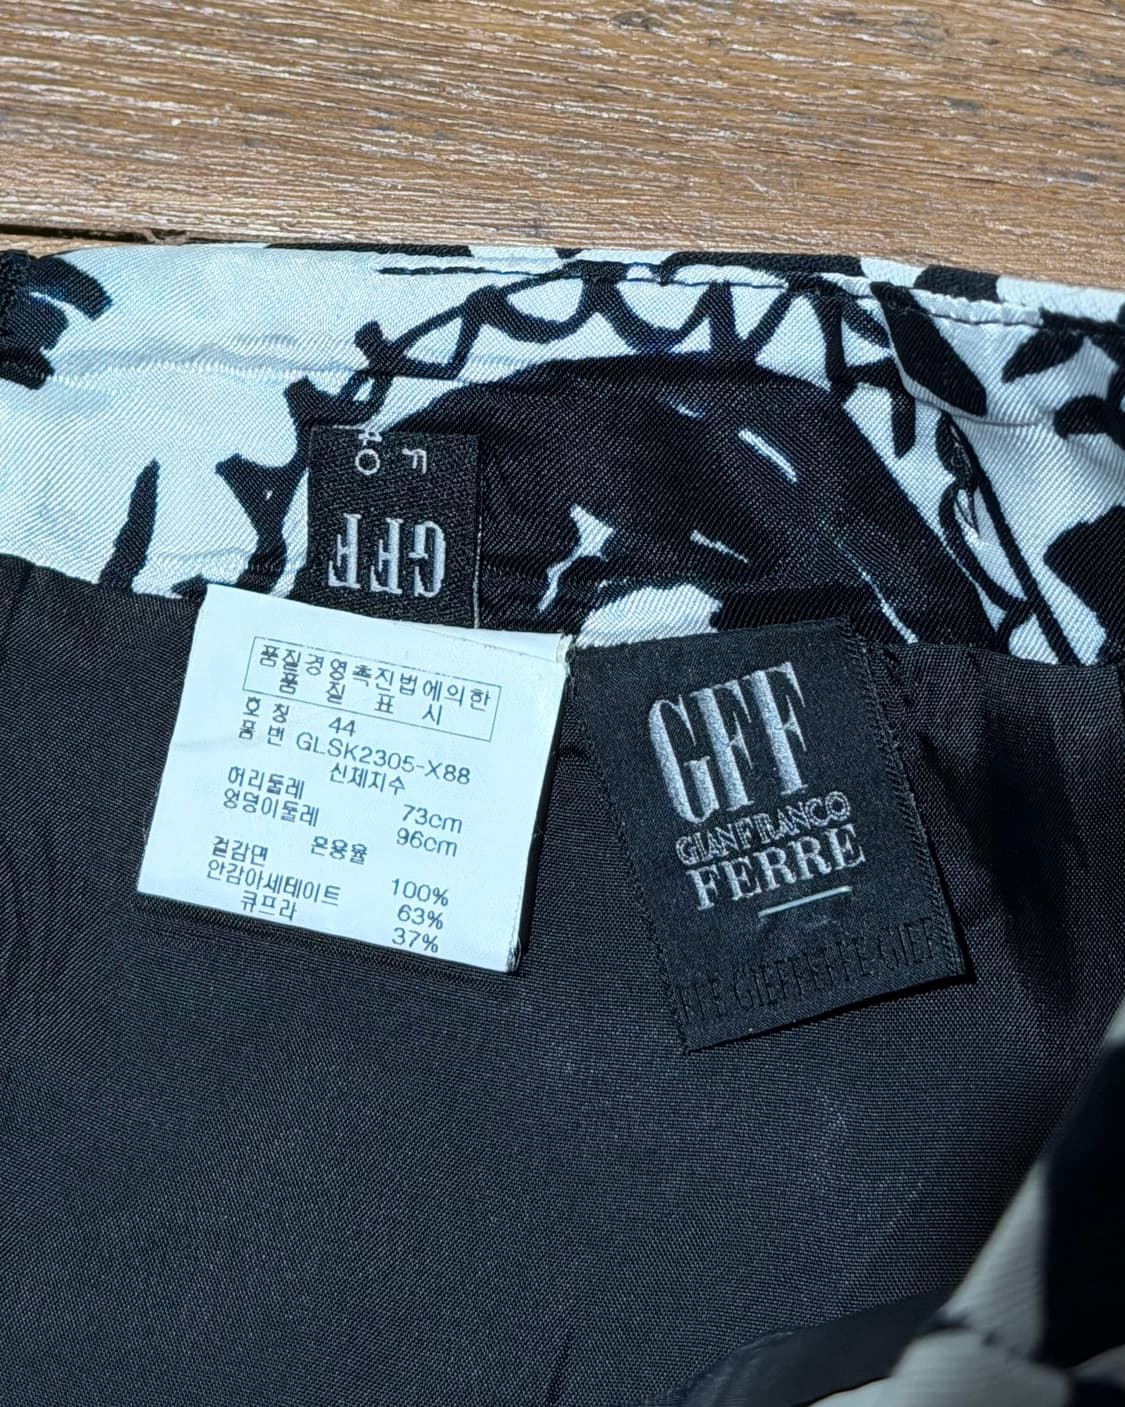 F
40
GFF
품질경영촉진법에의한
품 질 표 시
호 칭 44
품 번 GLSK2305-X88
신체지수
허리둘레 73cm
엉덩이둘레 96cm
혼용율
겉감면 100%
안감아세테이트 63%
큐프라 37%
GFF
GIANFRANCO
FERRE